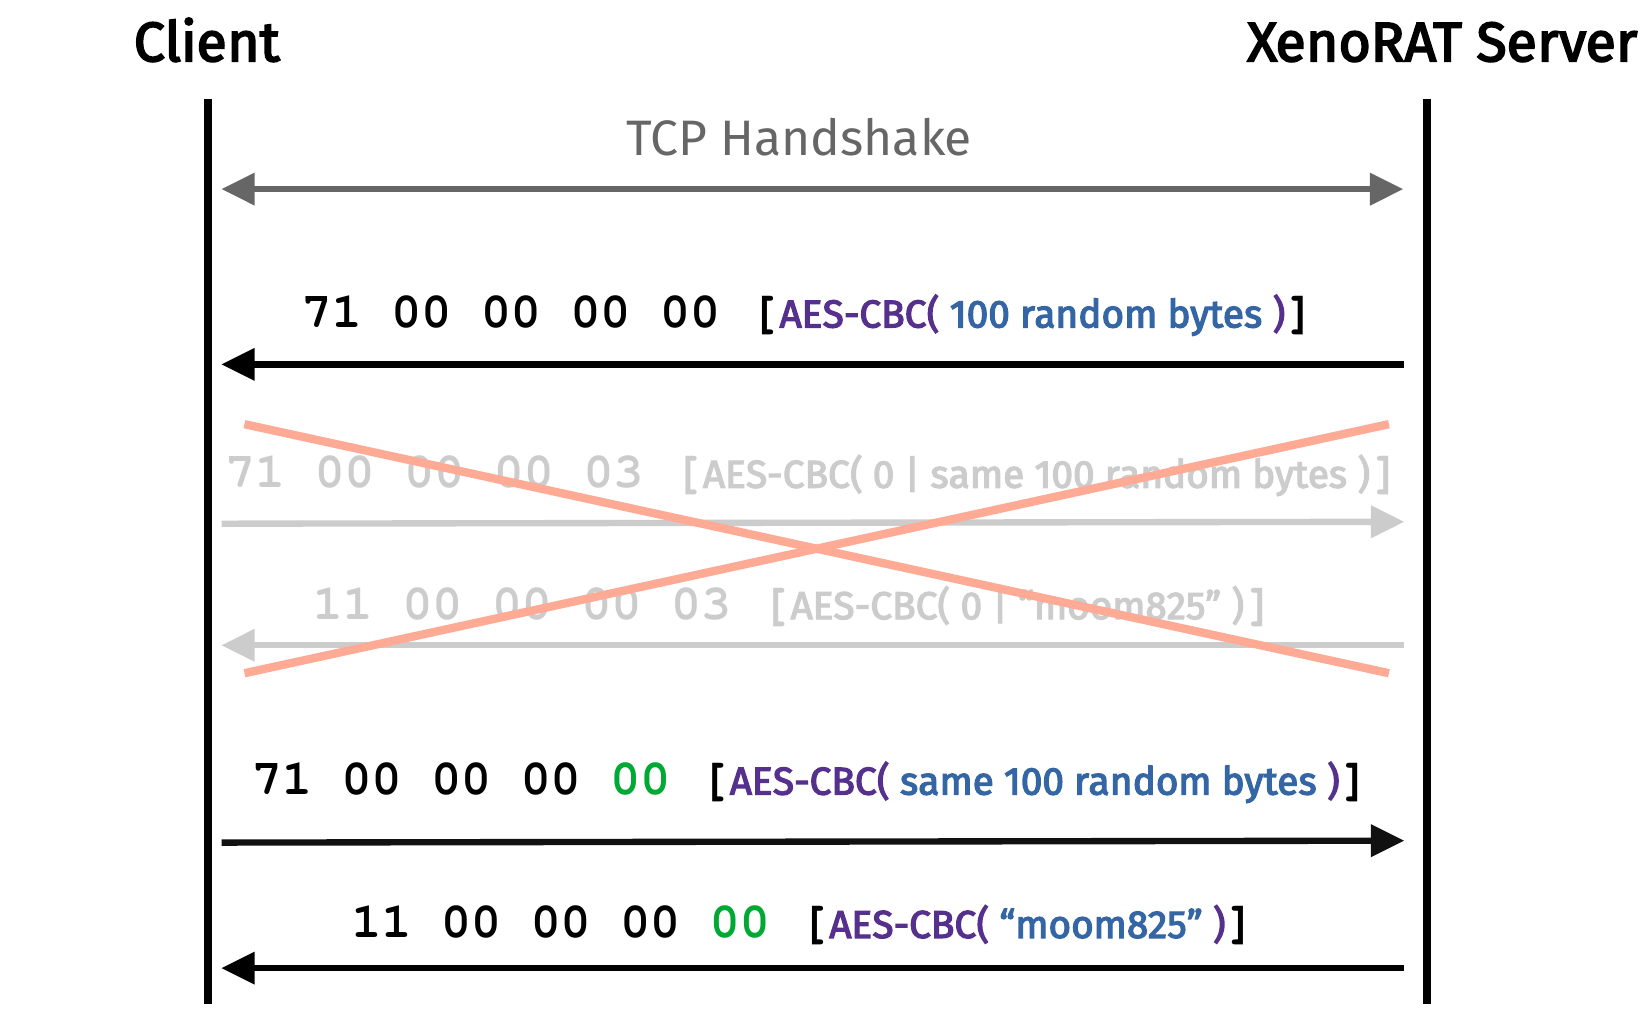 Client
XenoRAT Server
TCP Handshake
71 00 00 00 00 [AES-CBC( 100 random bytes )]
71 00 00 00 03 [AES-CBC( 0 | same 100 random bytes )]
11 00 00 00 03 [AES-CBC( 0 | “moom825” )]
71 00 00 00 00 [AES-CBC( same 100 random bytes )]
11 00 00 00 00 [AES-CBC( “moom825” )]